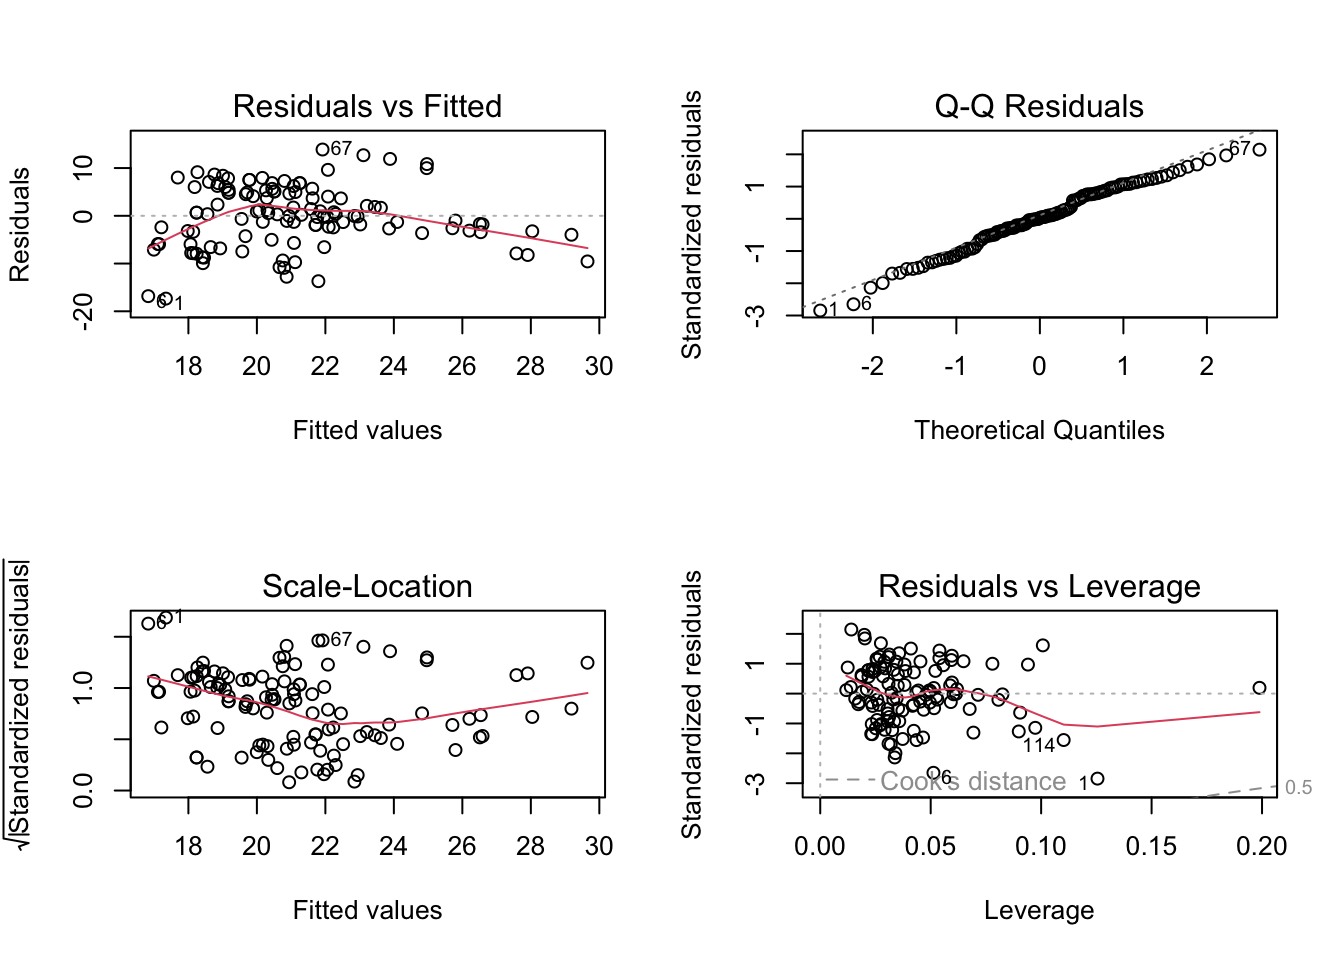 Residuals vs Fitted
Residuals
10
0
-20
67
6
1
18 20 22 24 26 28 30
Fitted values
Q-Q Residuals
Standardized residuals
1
-1
-3
67
1
6
-2 -1 0 1 2
Theoretical Quantiles
Scale-Location
√|Standardized residuals|
1.0
0.0
6
1
67
18 20 22 24 26 28 30
Fitted values
Residuals vs Leverage
Standardized residuals
1
-1
-3
114
6
1
Cook's distance
0.5
0.00 0.05 0.10 0.15 0.20
Leverage